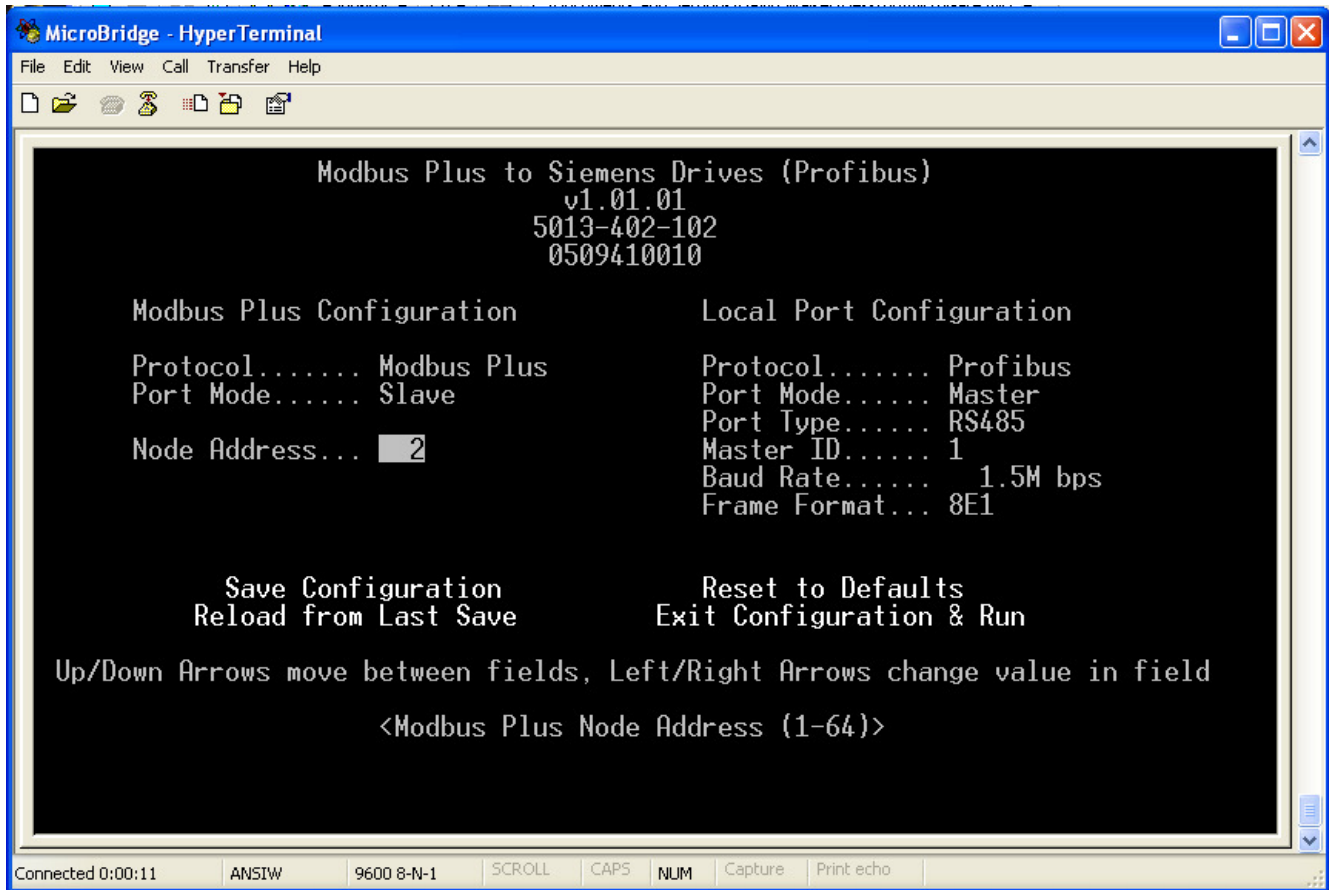 MicroBridge - HyperTerminal
File Edit View Call Transfer Help
Modbus Plus to Siemens Drives (Profibus)
v1.01.01
5013-402-102
0509410010
Modbus Plus Configuration
Protocol....... Modbus Plus
Port Mode...... Slave
Node Address... 2
Local Port Configuration
Protocol....... Profibus
Port Mode...... Master
Port Type...... RS485
Master ID...... 1
Baud Rate...... 1.5M bps
Frame Format... 8E1
Save Configuration
Reset to Defaults
Reload from Last Save
Exit Configuration & Run
Up/Down Arrows move between fields, Left/Right Arrows change value in field
<Modbus Plus Node Address (1-64)>
Connected 0:00:11 ANSIW 9600 8-N-1 SCROLL CAPS NUM Capture Print echo